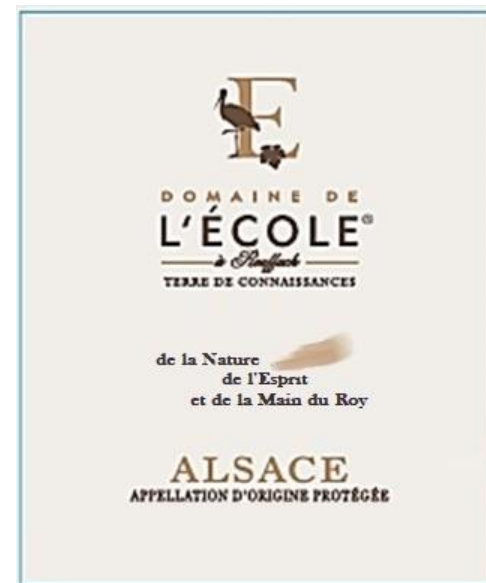 E
DOMAINE DE
L'ÉCOLE®
à Rouffach
TERRE DE CONNAISSANCES
de la Nature
de l'Esprit
et de la Main du Roy
ALSACE
APPELLATION D'ORIGINE PROTÉGÉE